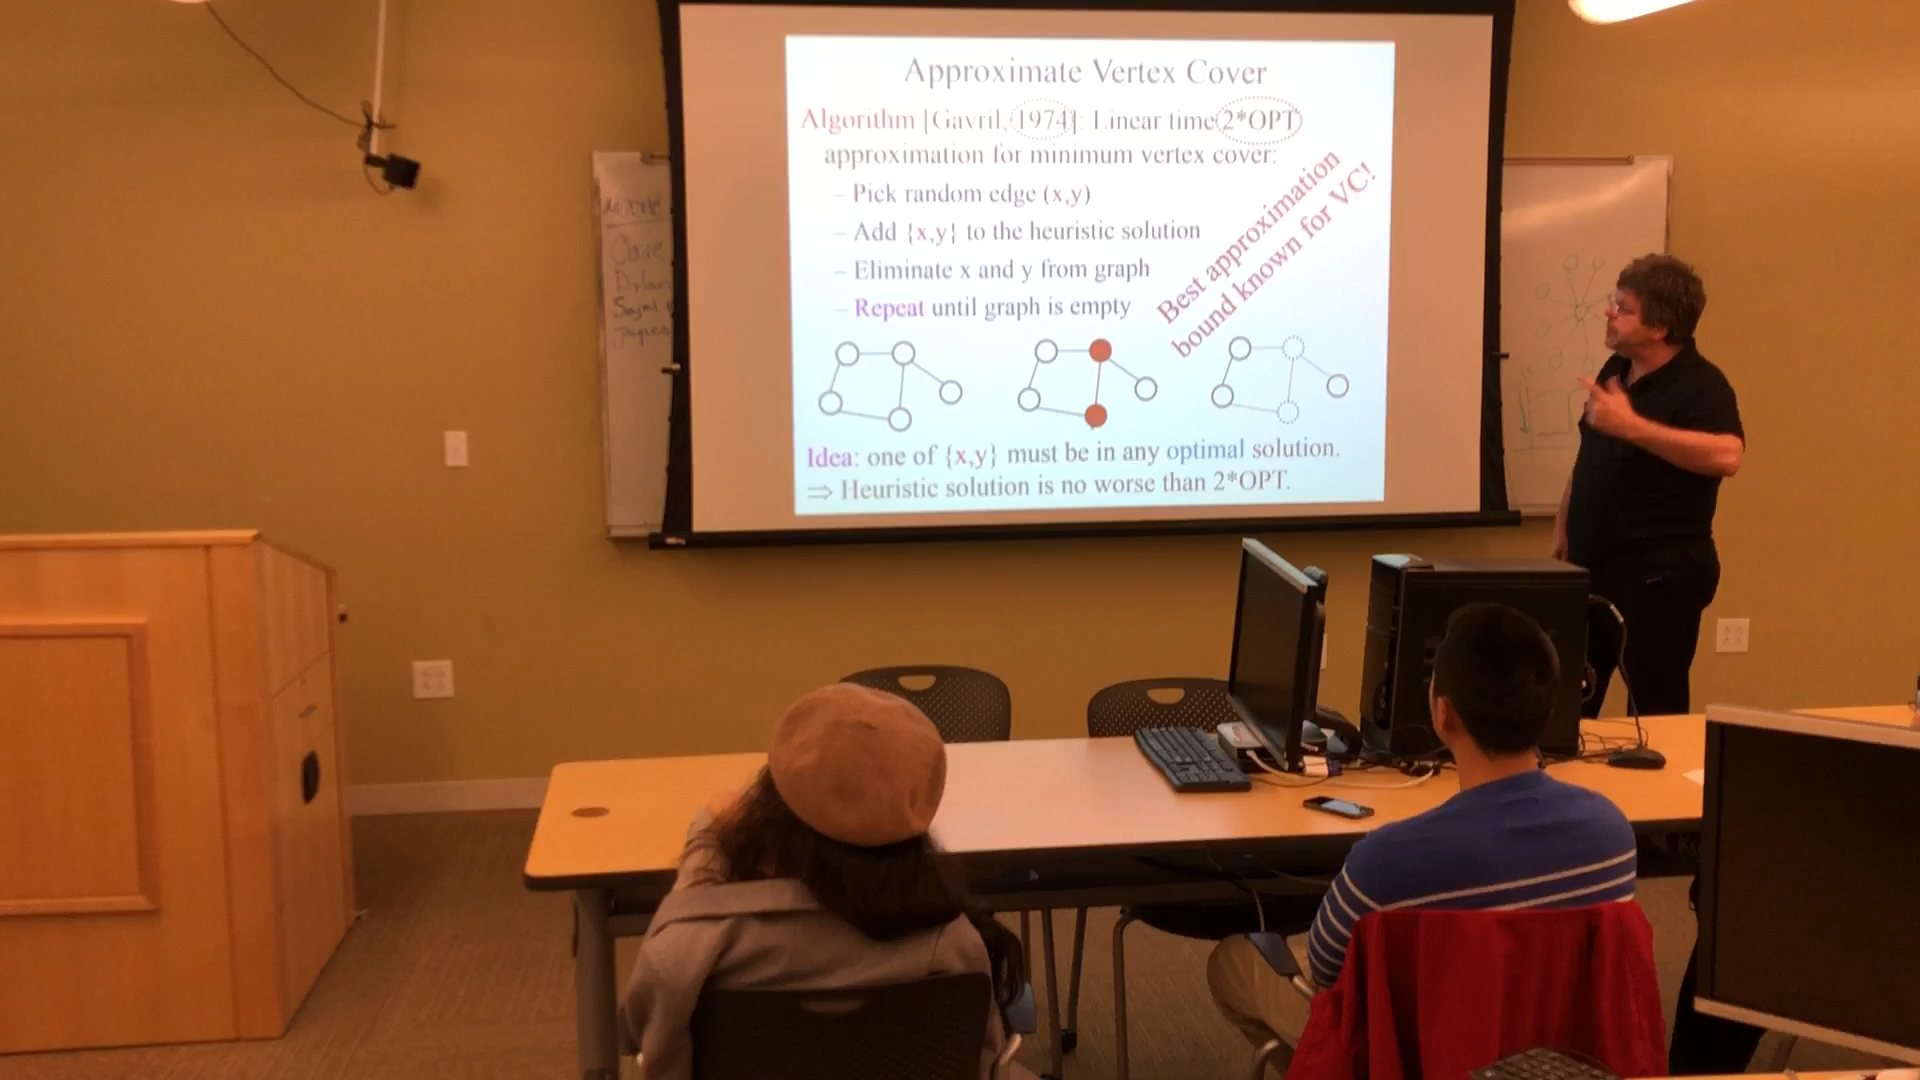 Approximate Vertex Cover
Algorithm [Gavril, 1974]: Linear time 2*OPT
approximation for minimum vertex cover:
– Pick random edge (x,y)
– Add {x,y} to the heuristic solution
– Eliminate x and y from graph
– Repeat until graph is empty
Best approximation
bound known for VC!
Idea: one of {x,y} must be in any optimal solution.
⇒ Heuristic solution is no worse than 2*OPT.
Dylan